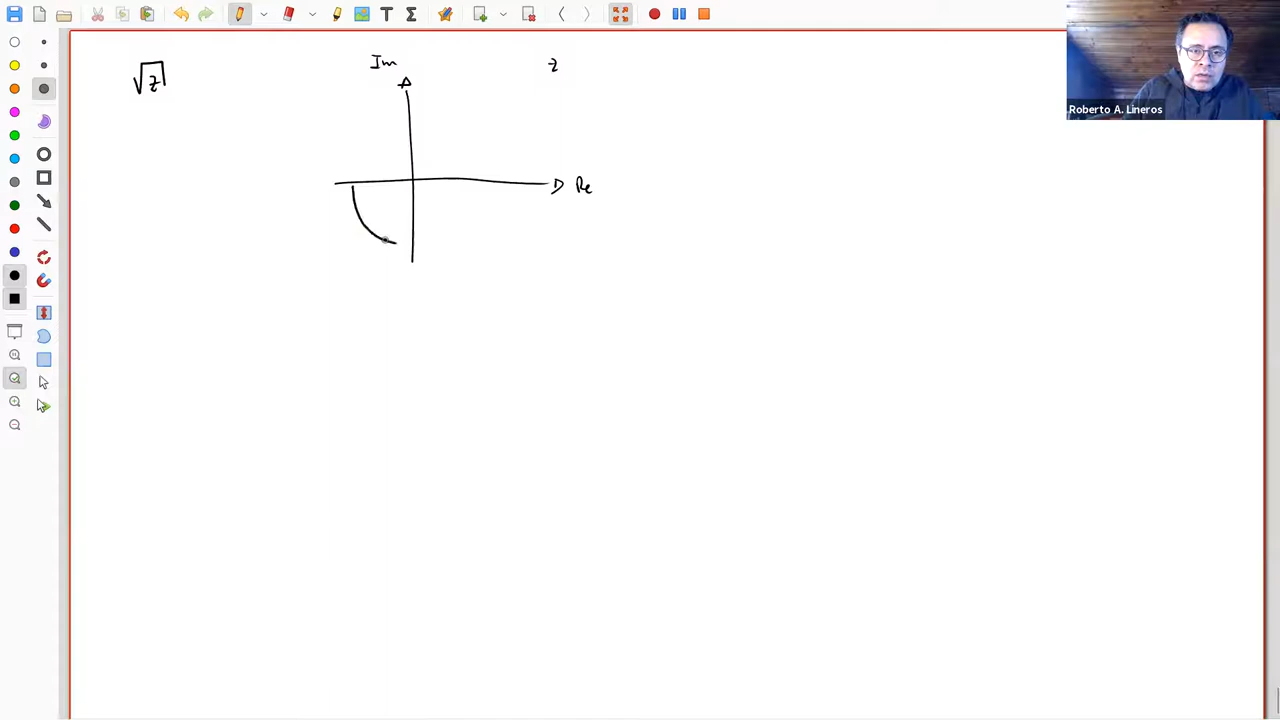 √z
Im
z
Re
Roberto A. Lineros